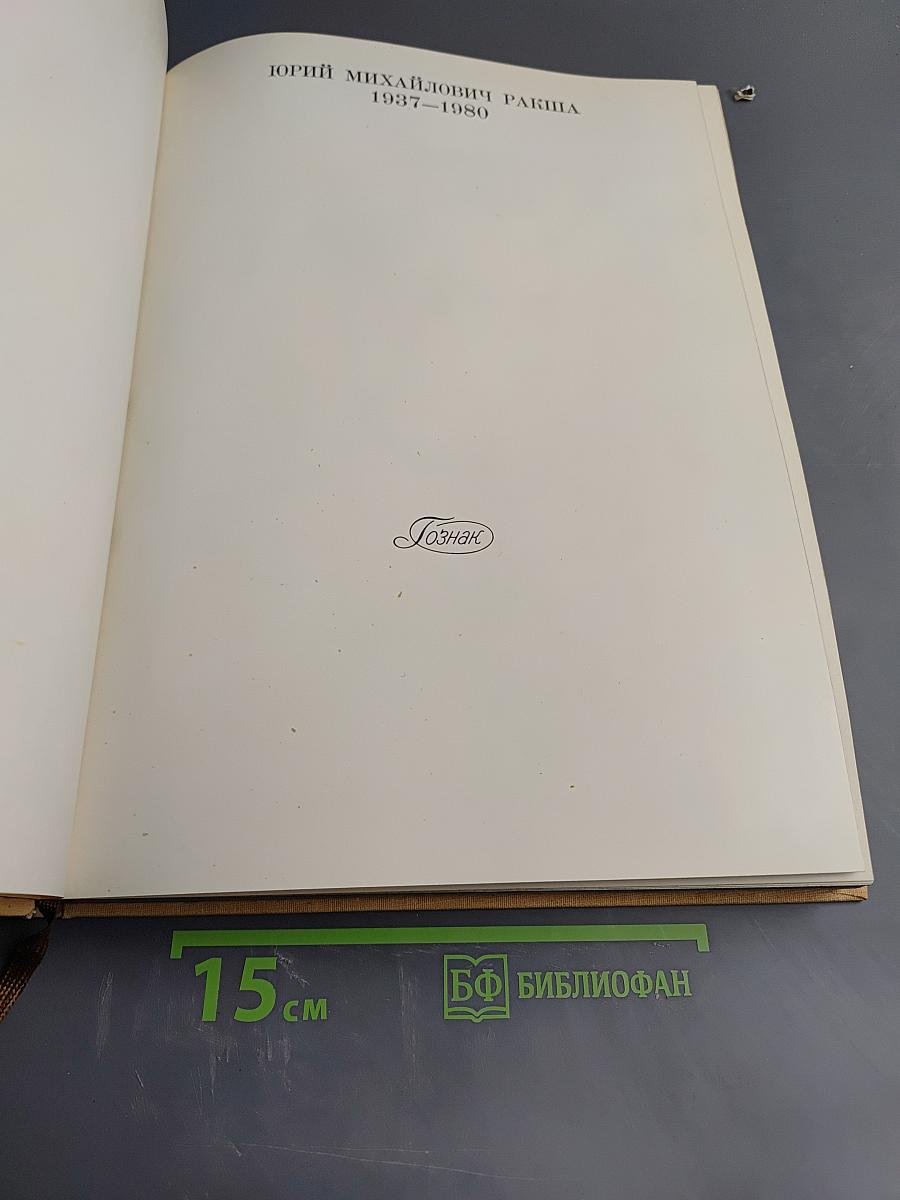 ЮРИЙ МИХАЙЛОВИЧ РАКША
1937—1980
Гознак
15 см
БФ БИБЛИОФАН